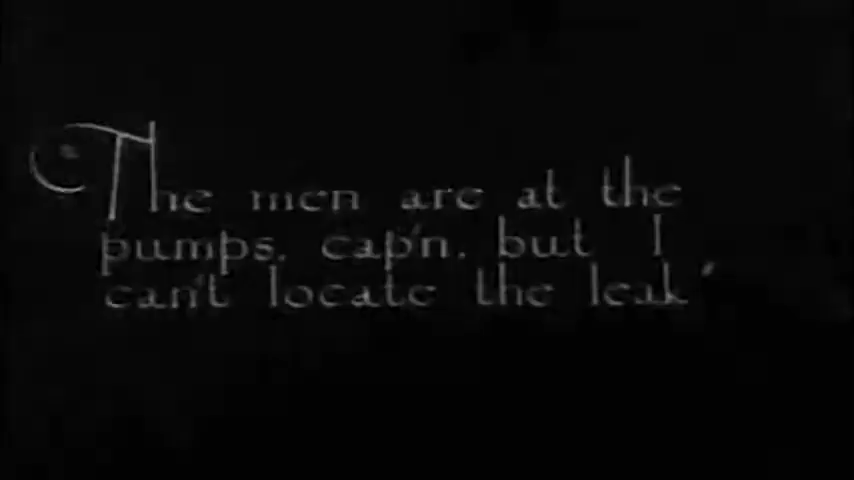 The men are at the
pumps, cap'n, but I
can't locate the leak"